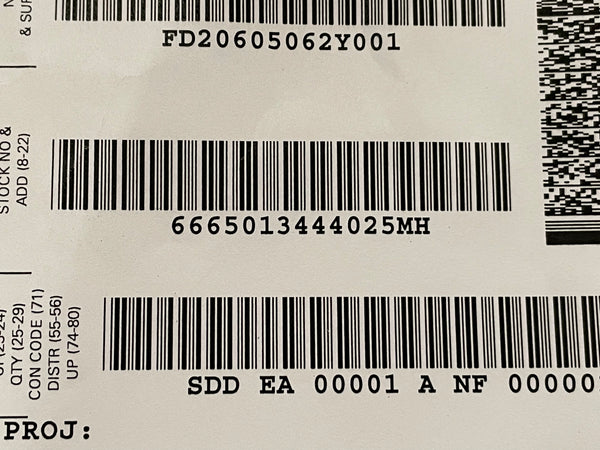 & SUF
FD20605062Y001
STOCK NO &
ADD (8-22)
6665013444025MH
QTY (25-29)
CON CODE (71)
DISTR (55-56)
UP (74-80)
SDD EA 00001 A NF 00000
PROJ: